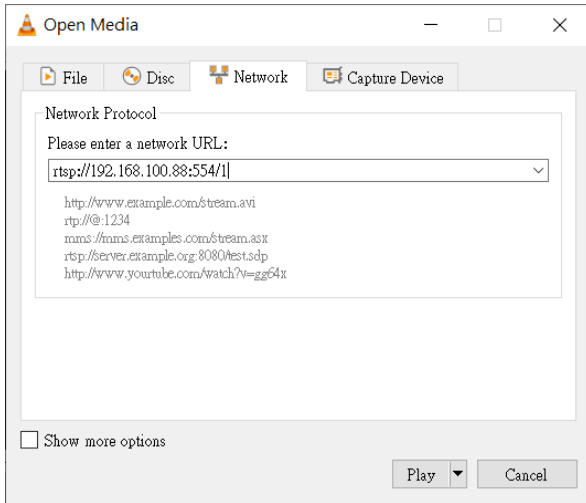 Open Media
File Disc Network Capture Device
Network Protocol
Please enter a network URL:
rtsp://192.168.100.88:554/1
http://www.example.com/stream.avi
rtp://@:1234
mms://mms.examples.com/stream.asx
rtsp://server.example.org:8080/test.sdp
http://www.yourtube.com/watch?v=gg64x
Show more options
Play Cancel